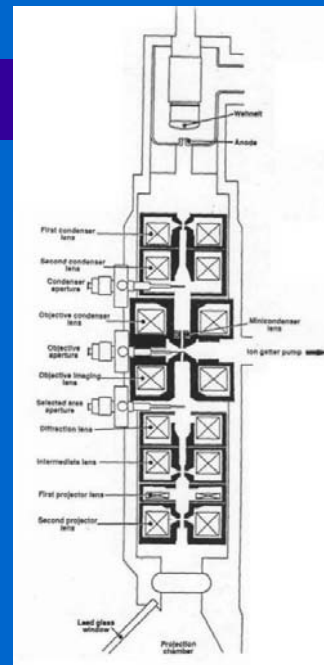 Wehnelt
Anode
First condenser
lens
Second condenser
lens
Condenser
aperture
Objective condenser
lens
Minicondenser
lens
Objective
aperture
Ion getter pump
Objective imaging
lens
Selected area
aperture
Diffraction lens
Intermediate lens
First projector lens
Second projector
lens
Lead glass
window
Projection
chamber